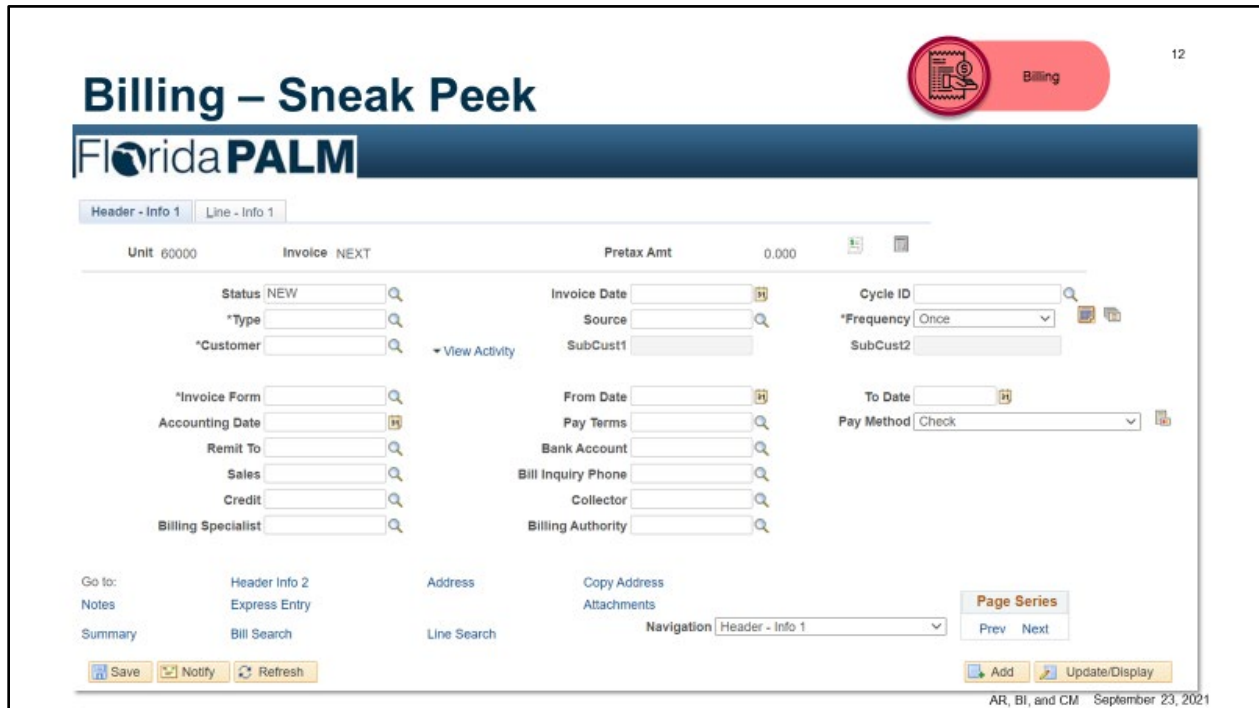 12
Billing – Sneak Peek
Billing
Florida PALM
Header - Info 1 Line - Info 1
Unit 60000 Invoice NEXT Pretax Amt 0.000
Status NEW Invoice Date Cycle ID
*Type Source *Frequency Once
*Customer View Activity SubCust1 SubCust2
*Invoice Form From Date To Date
Accounting Date Pay Terms Pay Method Check
Remit To Bank Account
Sales Bill Inquiry Phone
Credit Collector
Billing Specialist Billing Authority
Go to: Header Info 2 Address Copy Address
Notes Express Entry Attachments Page Series
Summary Bill Search Line Search Navigation Header - Info 1 Prev Next
Save Notify Refresh Add Update/Display
AR, BI, and CM September 23, 2021